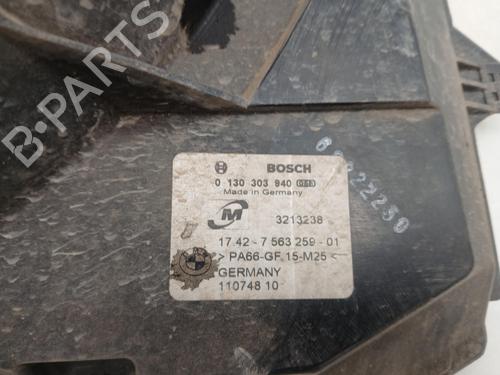 B-PARTS
BOSCH
0 130 303 940 013
Made in Germany
M
3213238
17.42 - 7 563 259 - 01
> PA66-GF 15-M25 <
GERMANY
110748 10